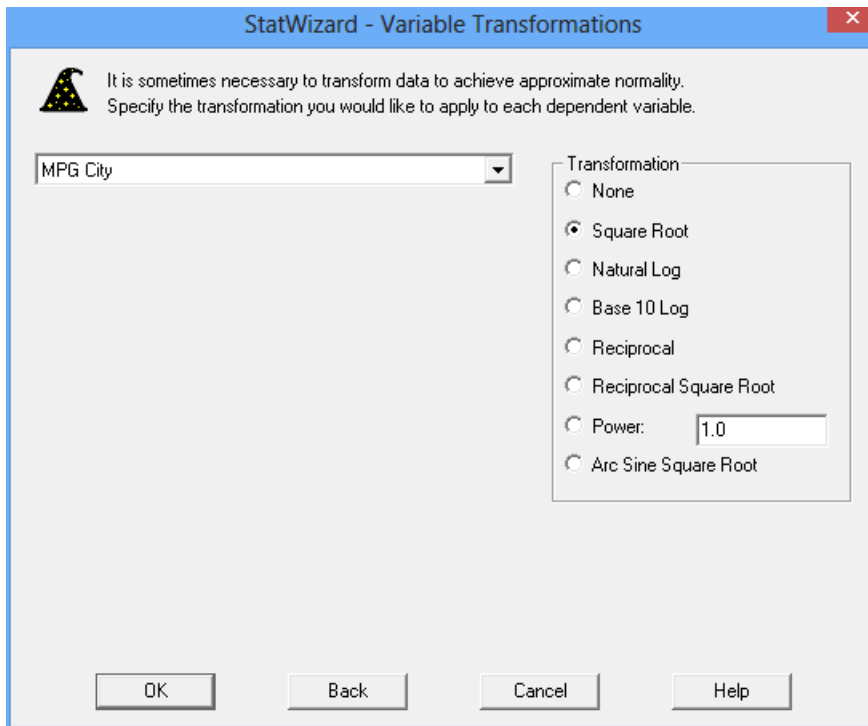 StatWizard - Variable Transformations
It is sometimes necessary to transform data to achieve approximate normality.
Specify the transformation you would like to apply to each dependent variable.
MPG City
Transformation
None
Square Root
Natural Log
Base 10 Log
Reciprocal
Reciprocal Square Root
Power: 1.0
Arc Sine Square Root
OK Back Cancel Help